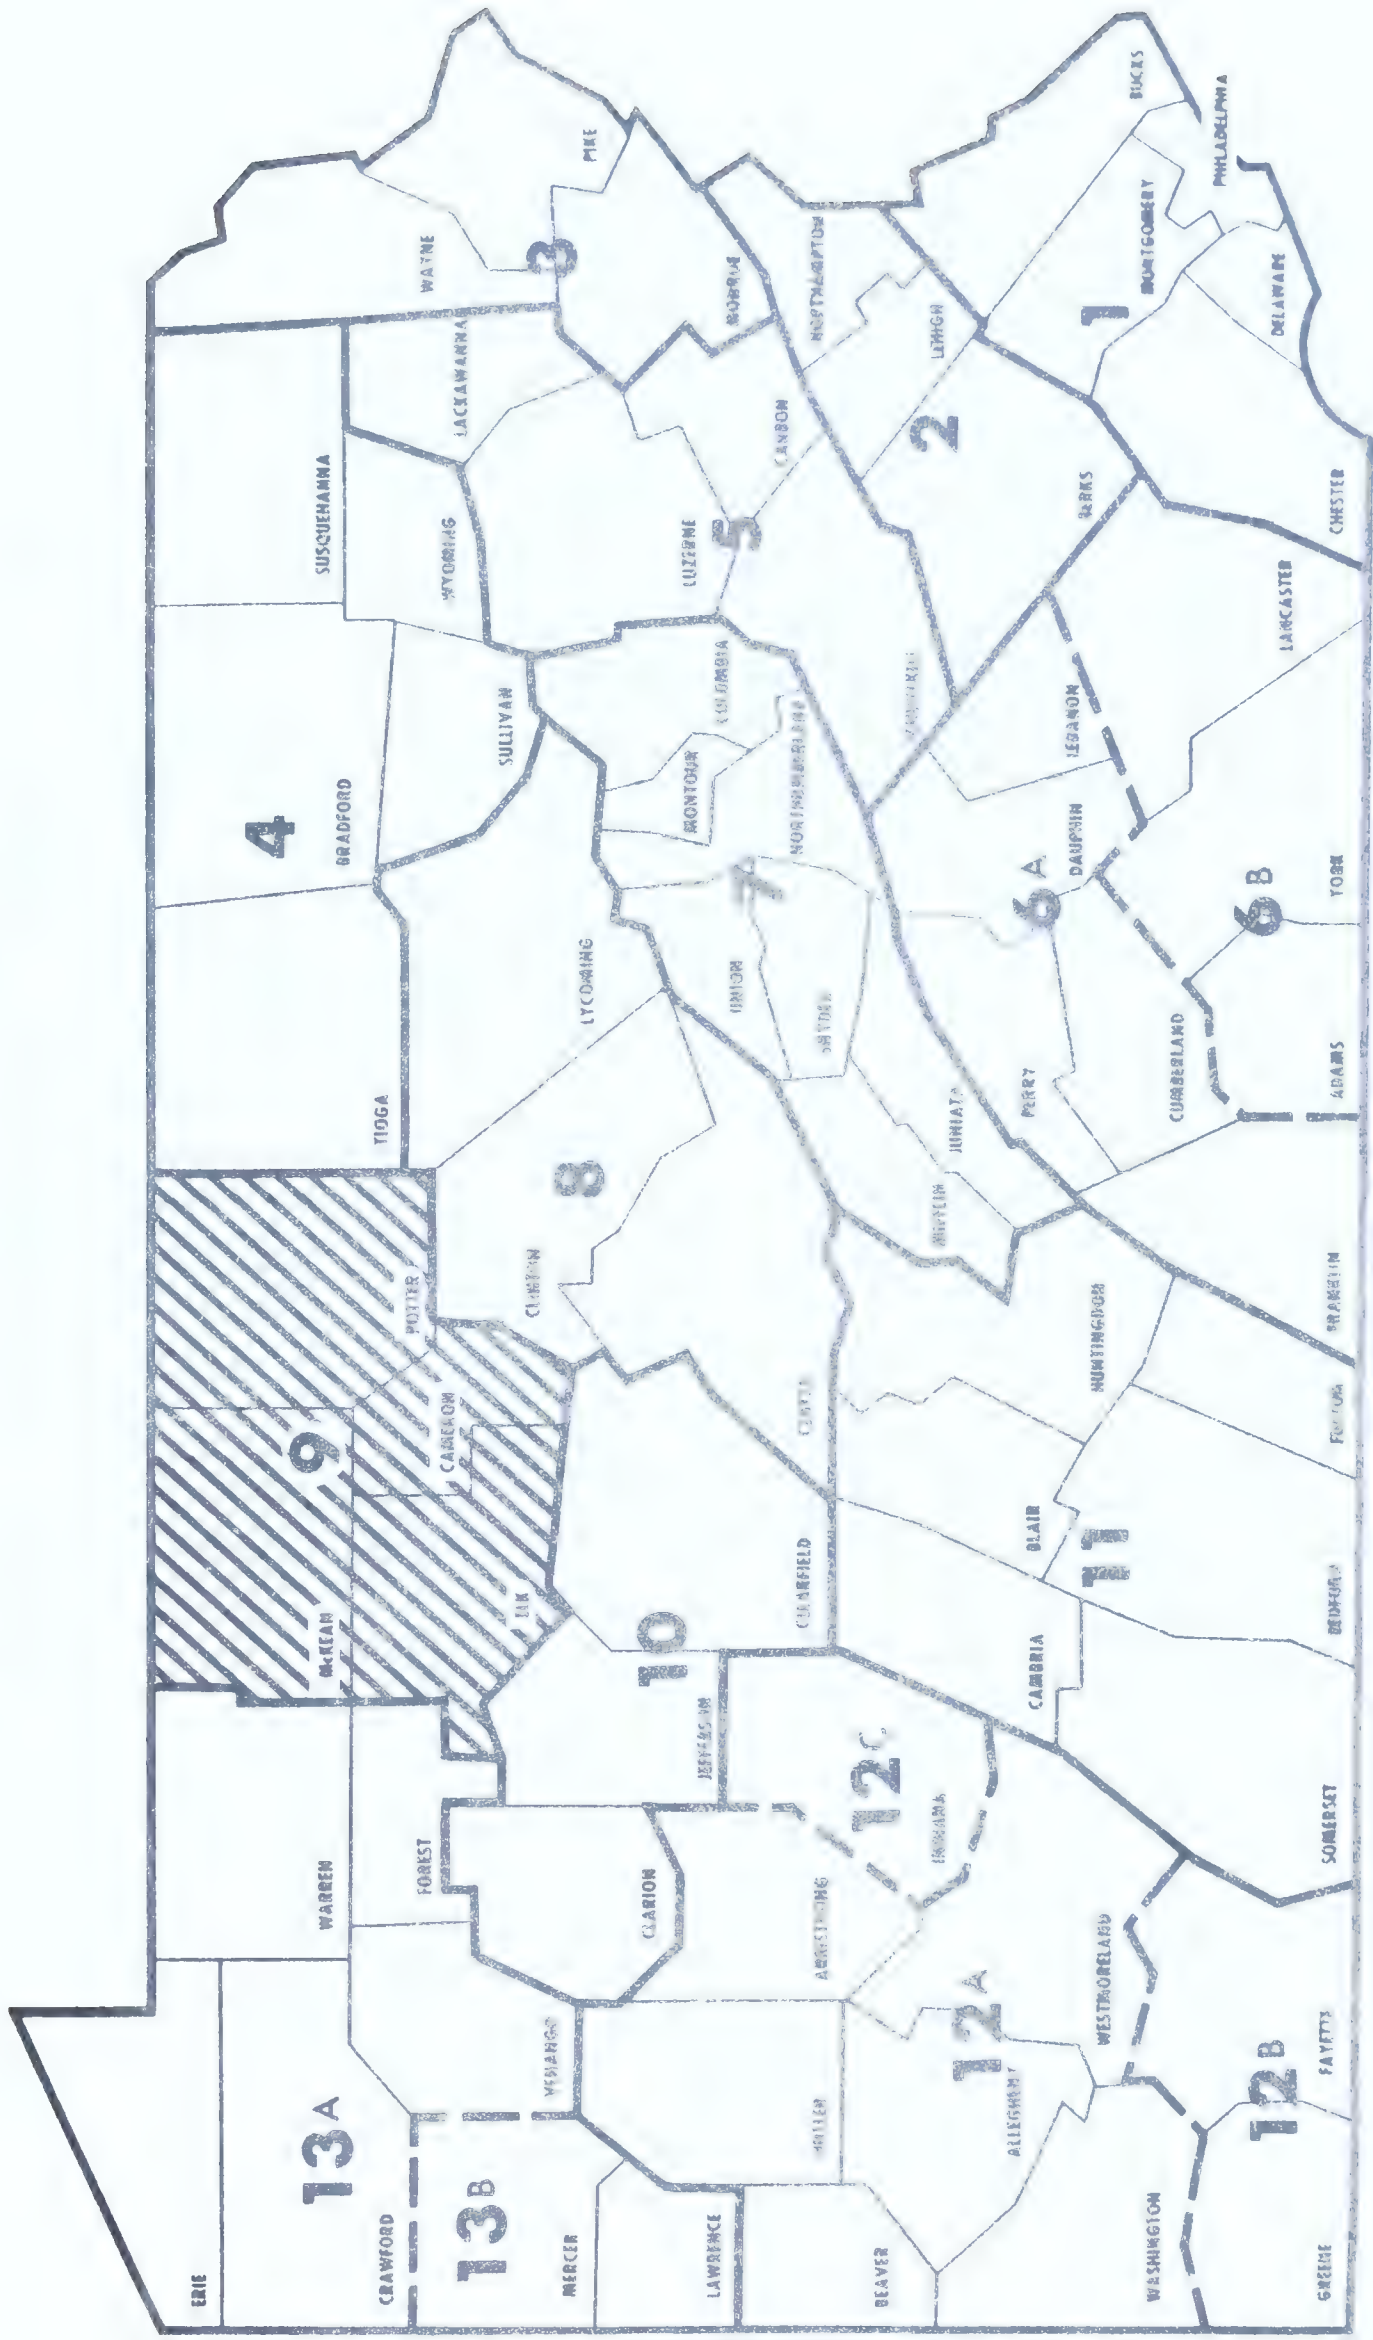 ERIE
CRAWFORD
13A
13B
MERCER
LAWRENCE
BEAVER
WASHINGTON
GREENE
WARREN
FOREST
VENANGO
CLARION
ARMSTRONG
BUTLER
12A
ALLEGHENY
WESTMORELAND
12B
FAYETTE
12C
INDIANA
SOMERSET
9
McKEAN
POTTER
CAMERON
ELK
10
JEFFERSON
CLEARFIELD
CAMBRIA
BLAIR
11
BEDFORD
FULTON
HUNTINGDON
FRANKLIN
CENTRE
CLINTON
8
LYCOMING
TIOGA
4
BRADFORD
SUSQUEHANNA
WYOMING
SULLIVAN
COLUMBIA
MONTOUR
NORTHUMBERLAND
7
UNION
SNYDER
JUNIATA
MIFFLIN
PERRY
6A
DAUPHIN
LEBANON
CUMBERLAND
6B
ADAMS
YORK
LANCASTER
WAYNE
PIKE
3
LACKAWANNA
MONROE
LUZERNE
5
CARBON
NORTHAMPTON
LEHIGH
2
BERKS
1
MONTGOMERY
BUCKS
PHILADELPHIA
DELAWARE
CHESTER